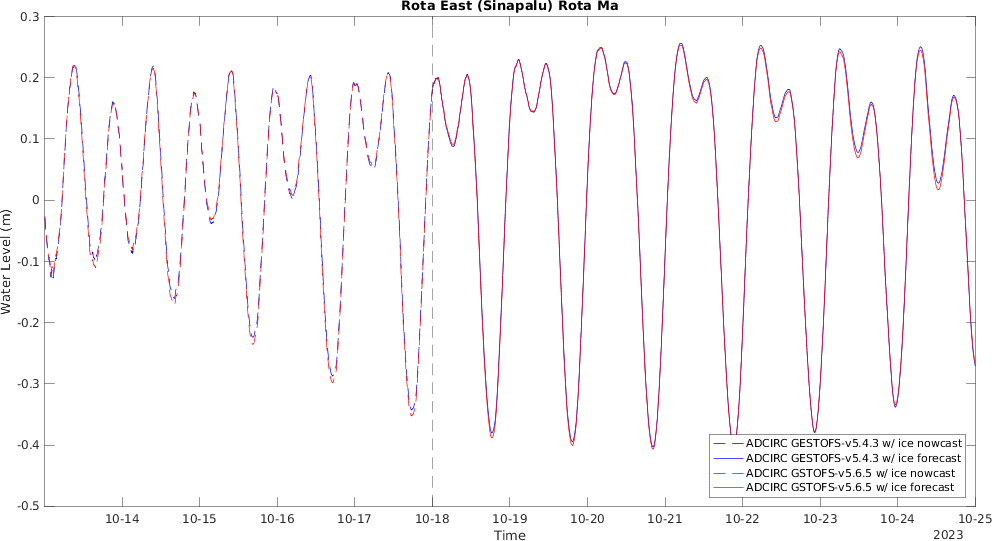 Rota East (Sinapalu) Rota Ma
0.3
0.2
0.1
0
-0.1
-0.2
-0.3
-0.4
-0.5
Water Level (m)
ADCIRC GESTOFS-v5.4.3 w/ ice nowcast
ADCIRC GESTOFS-v5.4.3 w/ ice forecast
ADCIRC GSTOFS-v5.6.5 w/ ice nowcast
ADCIRC GSTOFS-v5.6.5 w/ ice forecast
10-14 10-15 10-16 10-17 10-18 10-19 10-20 10-21 10-22 10-23 10-24 10-25
Time
2023